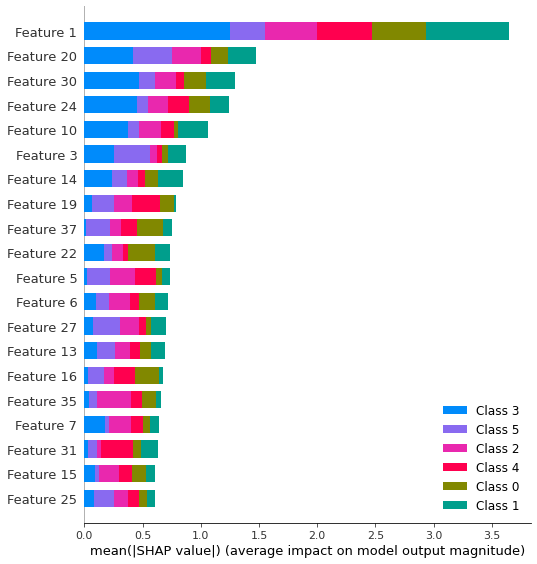 Feature 1
Feature 20
Feature 30
Feature 24
Feature 10
Feature 3
Feature 14
Feature 19
Feature 37
Feature 22
Feature 5
Feature 6
Feature 27
Feature 13
Feature 16
Feature 35
Feature 7
Feature 31
Feature 15
Feature 25
Class 3
Class 5
Class 2
Class 4
Class 0
Class 1
0.0 0.5 1.0 1.5 2.0 2.5 3.0 3.5
mean(|SHAP value|) (average impact on model output magnitude)